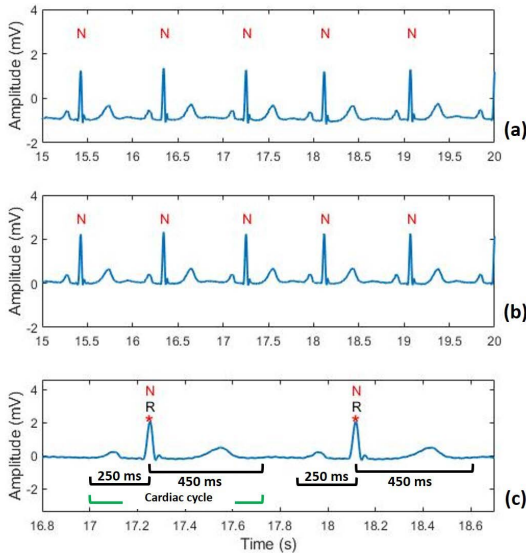 4
N N N N N
2
0
-2
Amplitude (mV)
15 15.5 16 16.5 17 17.5 18 18.5 19 19.5 20
(a)
4
N N N N N
2
0
-2
Amplitude (mV)
15 15.5 16 16.5 17 17.5 18 18.5 19 19.5 20
(b)
4
N N
R R
* *
2
0
-2
Amplitude (mV)
250 ms 450 ms 250 ms 450 ms
Cardiac cycle
(c)
16.8 17 17.2 17.4 17.6 17.8 18 18.2 18.4 18.6
Time (s)